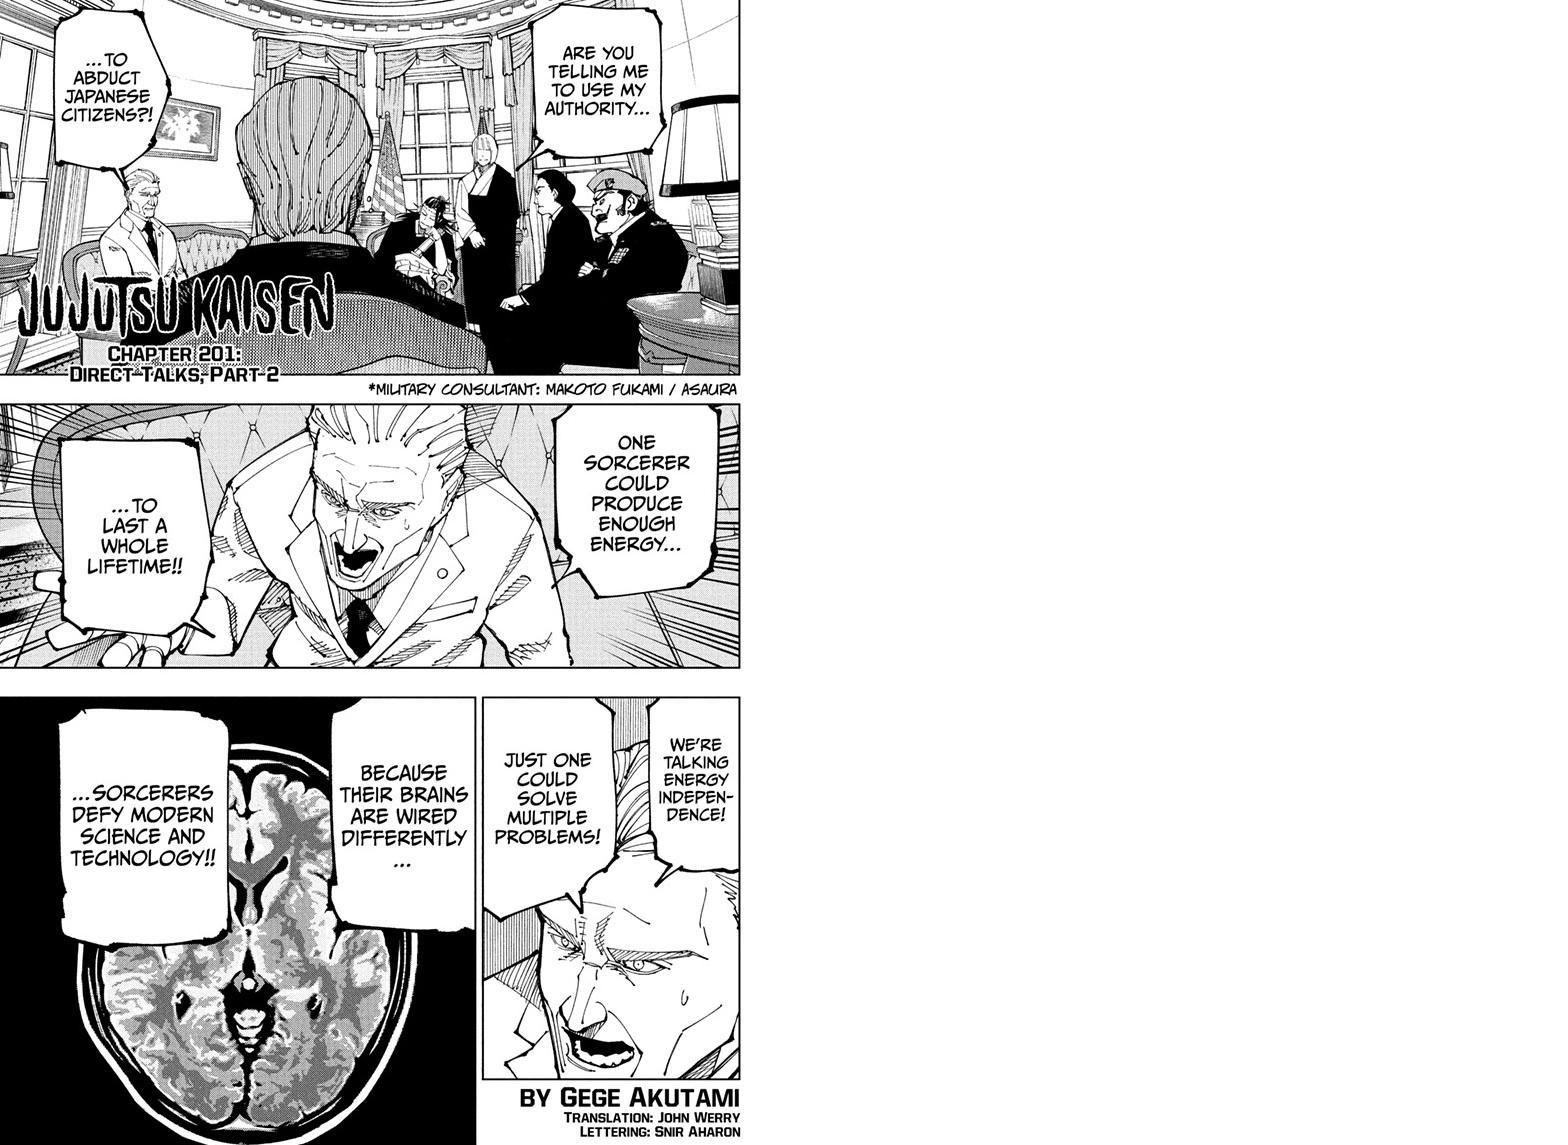 ARE YOU
TELLING ME
TO USE MY
AUTHORITY...
...TO
ABDUCT
JAPANESE
CITIZENS?!
JUJUTSU KAISEN
CHAPTER 201:
DIRECT TALKS, PART 2
*MILITARY CONSULTANT: MAKOTO FUKAMI / ASAURA
ONE
SORCERER
COULD
PRODUCE
ENOUGH
ENERGY...
...TO
LAST A
WHOLE
LIFETIME!!
WE'RE
TALKING
ENERGY
INDEPEN-
DENCE!
JUST ONE
COULD
SOLVE
MULTIPLE
PROBLEMS!
BECAUSE
THEIR BRAINS
ARE WIRED
DIFFERENTLY
...
...SORCERERS
DEFY MODERN
SCIENCE AND
TECHNOLOGY!!
BY GEGE AKUTAMI
TRANSLATION: JOHN WERRY
LETTERING: SNIR AHARON